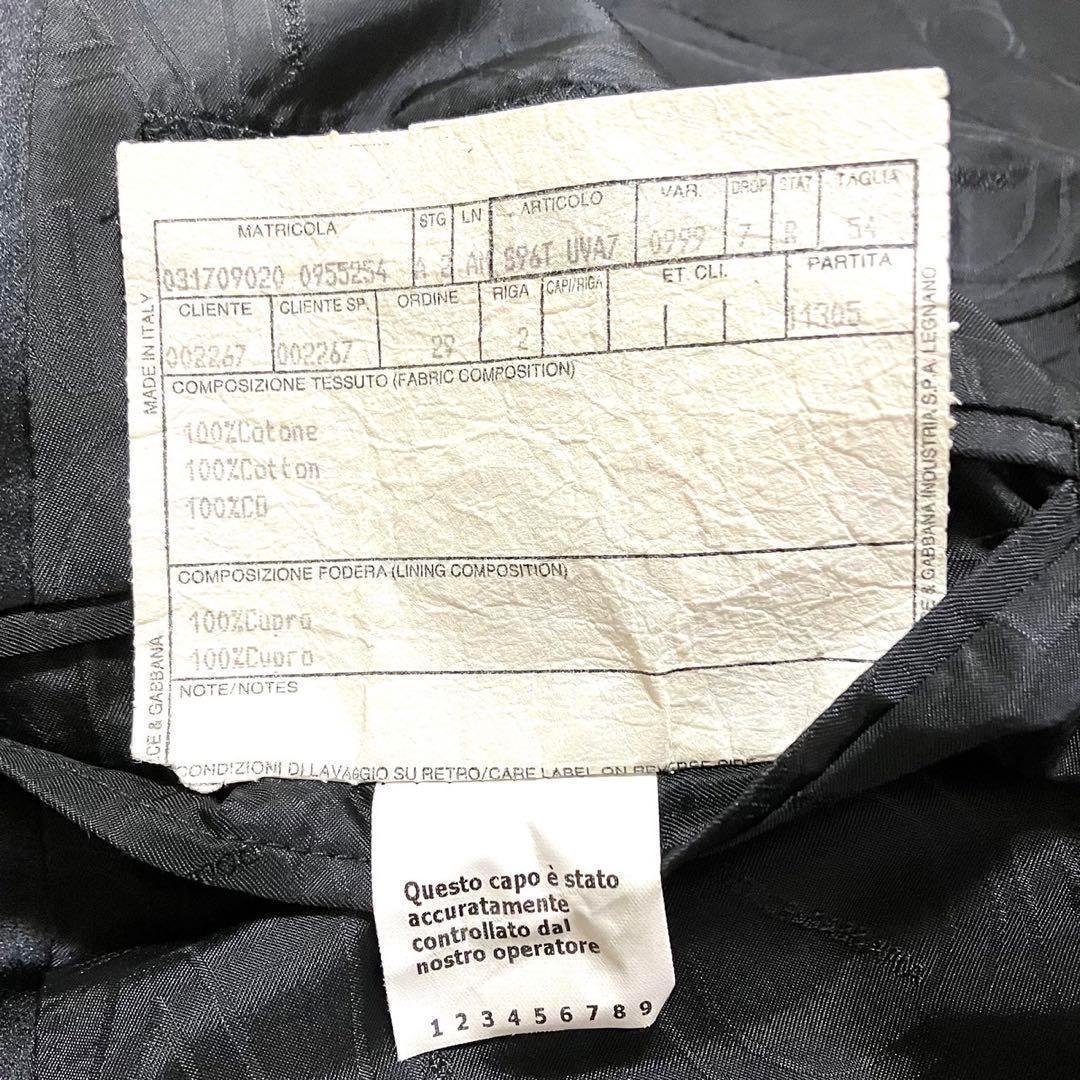 MATRICOLA STG LN ARTICOLO VAR. DROP STAT TAGLIA
031709020 0955254 A 2 AM S96T UVA7 0999 7 R 54
CLIENTE CLIENTE SP. ORDINE RIGA CAPI/RIGA ET. CLI. PARTITA
002267 002267 29 2 11305
COMPOSIZIONE TESSUTO (FABRIC COMPOSITION)
100%Cotone
100%Cotton
100%CO
COMPOSIZIONE FODERA (LINING COMPOSITION)
100%Cupro
100%Cupro
NOTE/NOTES
CONDIZIONI DI LAVAGGIO SU RETRO/CARE LABEL ON REVERSE SIDE
MADE IN ITALY
CE & GABBANA
CE & GABBANA INDUSTRIA S.P.A. LEGNANO
Questo capo è stato
accuratamente
controllato dal
nostro operatore
1 2 3 4 5 6 7 8 9